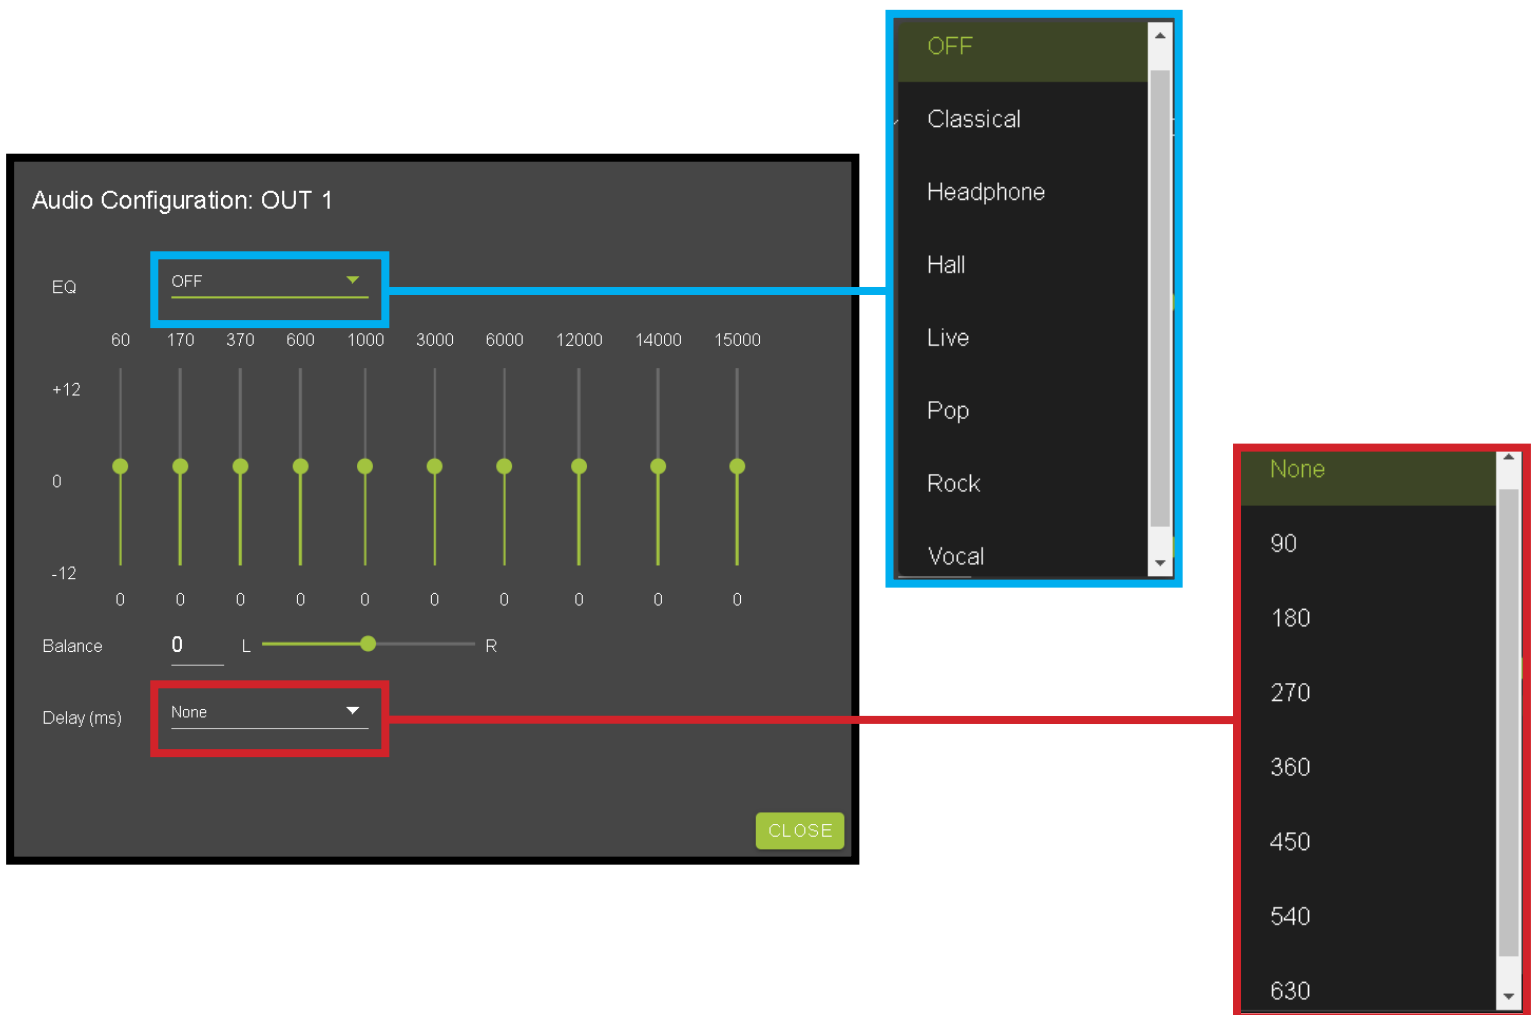 Audio Configuration: OUT 1
EQ OFF
60 170 370 600 1000 3000 6000 12000 14000 15000
+12
0
-12
0 0 0 0 0 0 0 0 0 0
Balance 0 L R
Delay (ms) None
CLOSE
OFF
Classical
Headphone
Hall
Live
Pop
Rock
Vocal
None
90
180
270
360
450
540
630